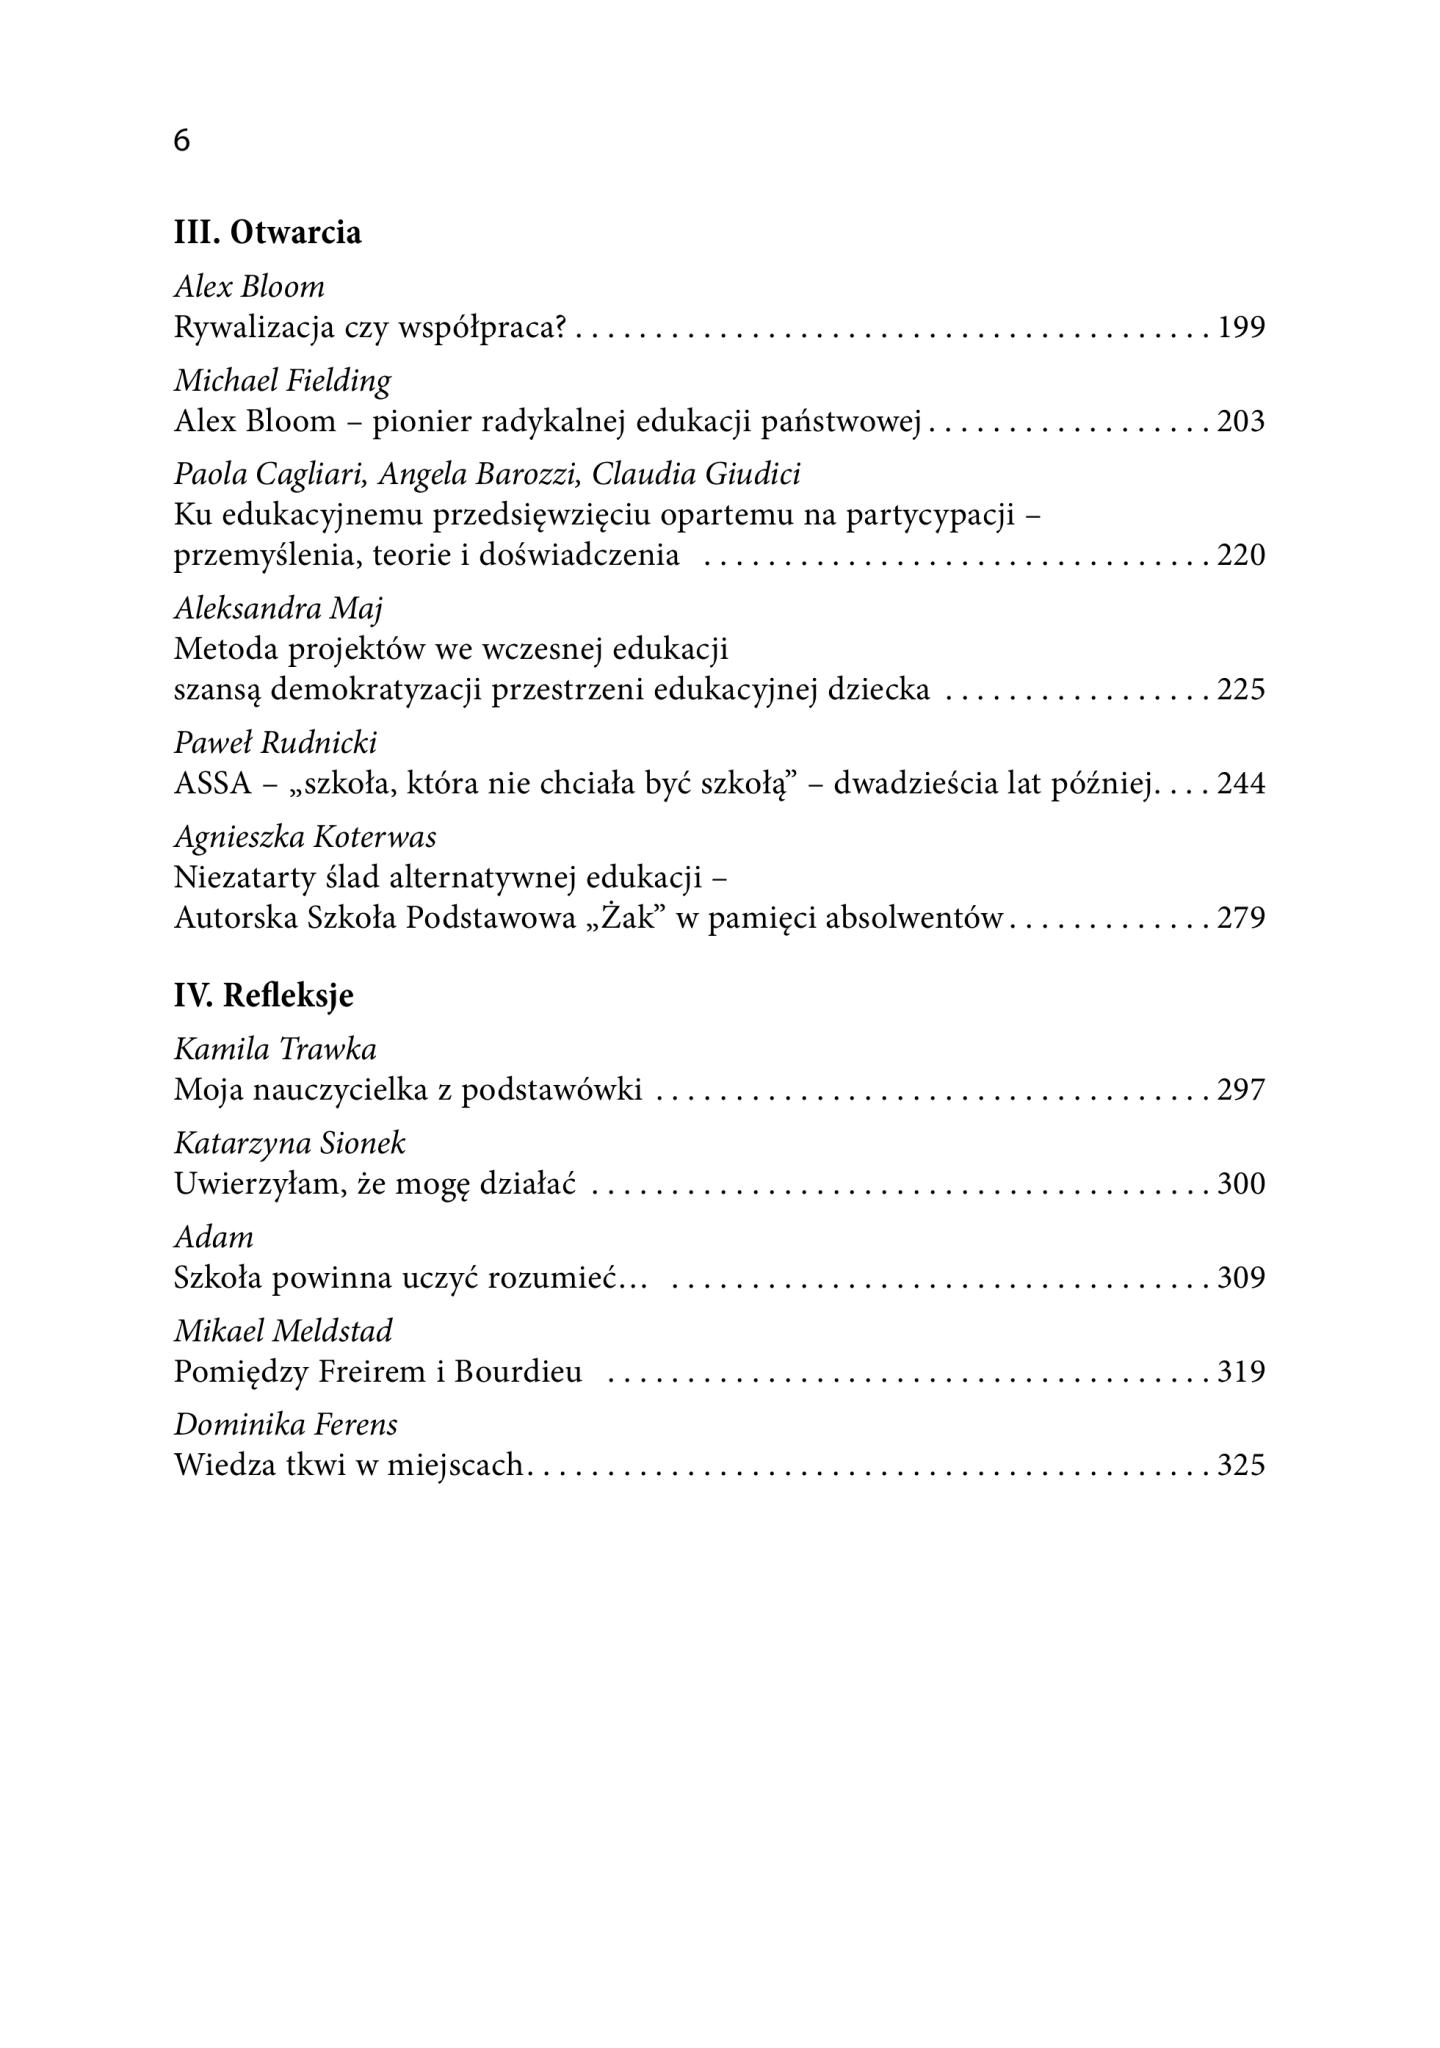 6
III. Otwarcia
Alex Bloom
Rywalizacja czy współpraca? . . . . . . . . . . . . . . . . . . . . . . . . . . . . . . . . . . . . . . . . 199
Michael Fielding
Alex Bloom – pionier radykalnej edukacji państwowej . . . . . . . . . . . . . . . . . . 203
Paola Cagliari, Angela Barozzi, Claudia Giudici
Ku edukacyjnemu przedsięwzięciu opartemu na partycypacji –
przemyślenia, teorie i doświadczenia . . . . . . . . . . . . . . . . . . . . . . . . . . . . . . . . 220
Aleksandra Maj
Metoda projektów we wczesnej edukacji
szansą demokratyzacji przestrzeni edukacyjnej dziecka . . . . . . . . . . . . . . . . . 225
Paweł Rudnicki
ASSA – „szkoła, która nie chciała być szkołą” – dwadzieścia lat później. . . . 244
Agnieszka Koterwas
Niezatarty ślad alternatywnej edukacji –
Autorska Szkoła Podstawowa „Żak” w pamięci absolwentów . . . . . . . . . . . . . 279
IV. Refleksje
Kamila Trawka
Moja nauczycielka z podstawówki . . . . . . . . . . . . . . . . . . . . . . . . . . . . . . . . . . . 297
Katarzyna Sionek
Uwierzyłam, że mogę działać . . . . . . . . . . . . . . . . . . . . . . . . . . . . . . . . . . . . . . . 300
Adam
Szkoła powinna uczyć rozumieć… . . . . . . . . . . . . . . . . . . . . . . . . . . . . . . . . . . 309
Mikael Meldstad
Pomiędzy Freirem i Bourdieu . . . . . . . . . . . . . . . . . . . . . . . . . . . . . . . . . . . . . . 319
Dominika Ferens
Wiedza tkwi w miejscach. . . . . . . . . . . . . . . . . . . . . . . . . . . . . . . . . . . . . . . . . . . 325